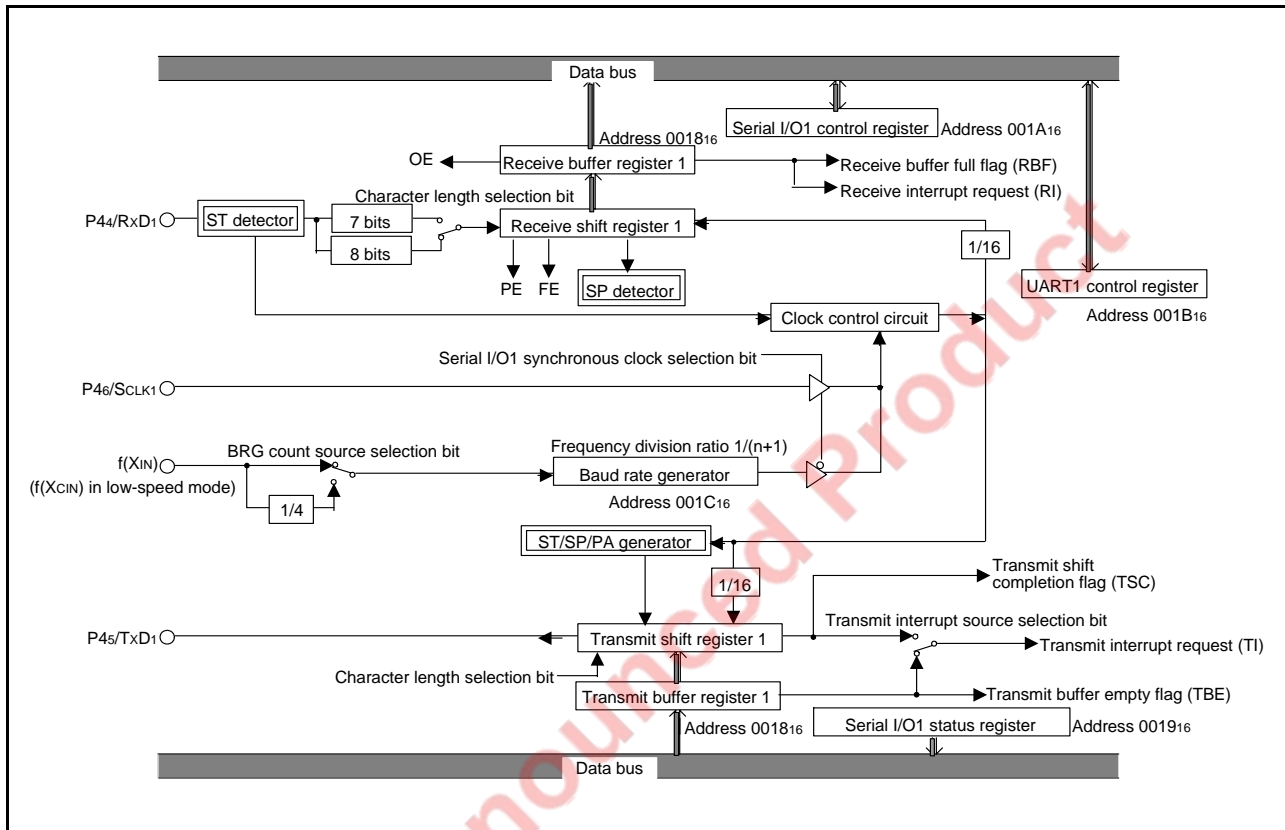 Data bus
Serial I/O1 control register
Address 001A16
Address 001816
OE
Receive buffer register 1
Receive buffer full flag (RBF)
Receive interrupt request (RI)
Character length selection bit
P44/RxD1
ST detector
7 bits
8 bits
Receive shift register 1
1/16
PE
FE
SP detector
UART1 control register
Address 001B16
Clock control circuit
Serial I/O1 synchronous clock selection bit
P46/SCLK1
BRG count source selection bit
Frequency division ratio 1/(n+1)
f(XIN)
(f(XCIN) in low-speed mode)
1/4
Baud rate generator
Address 001C16
ST/SP/PA generator
1/16
Transmit shift
completion flag (TSC)
Transmit interrupt source selection bit
P45/TxD1
Transmit shift register 1
Transmit interrupt request (TI)
Character length selection bit
Transmit buffer register 1
Transmit buffer empty flag (TBE)
Address 001816
Serial I/O1 status register
Address 001916
Data bus
nounced Product